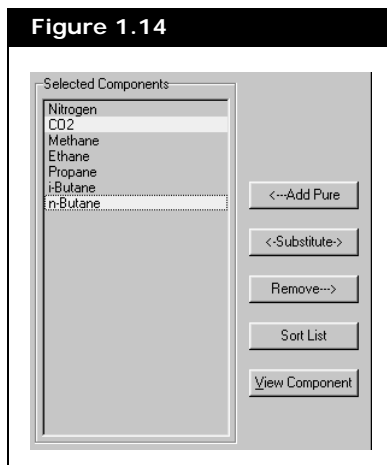 Figure 1.14
Selected Components
Nitrogen
CO2
Methane
Ethane
Propane
i-Butane
n-Butane
<---Add Pure
<-Substitute->
Remove--->
Sort List
View Component